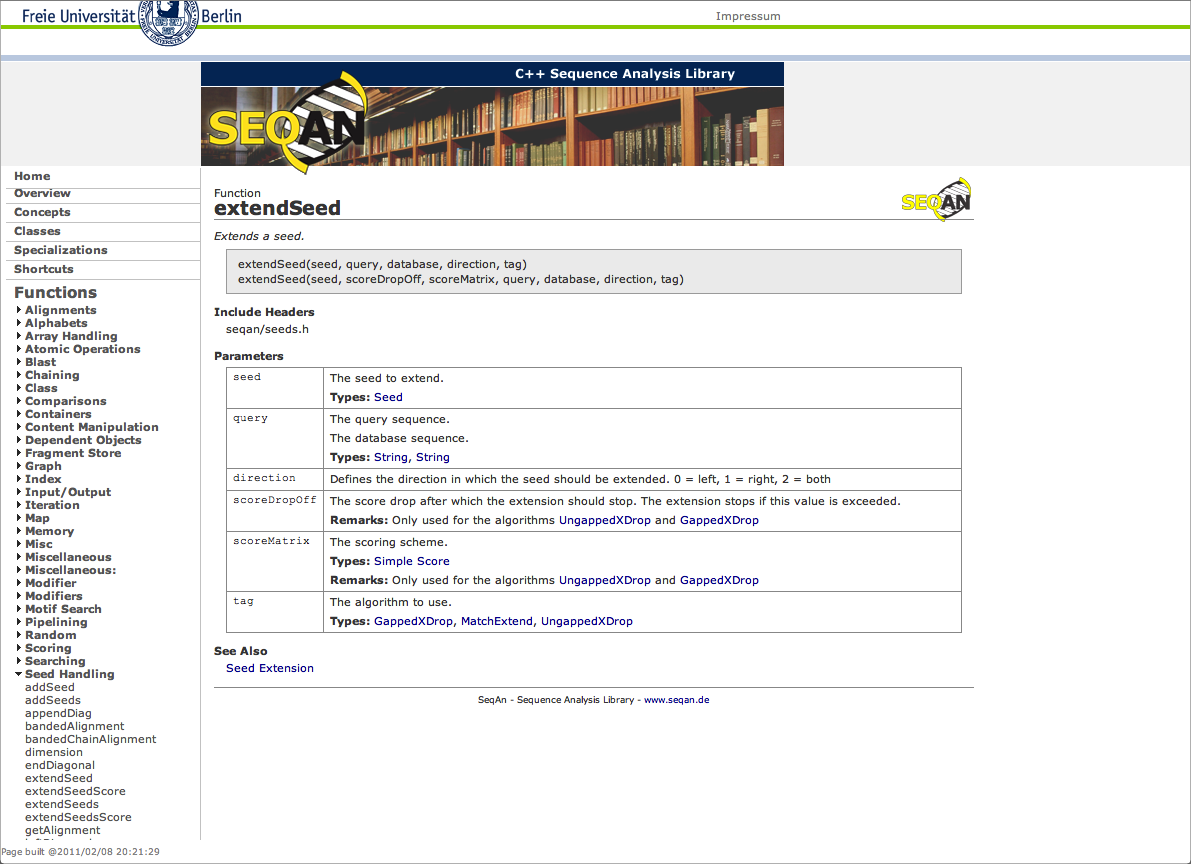 Freie Universität Berlin
Impressum
C++ Sequence Analysis Library
SEQAN
Home
Overview
Concepts
Classes
Specializations
Shortcuts
Functions
Alignments
Alphabets
Array Handling
Atomic Operations
Blast
Chaining
Class
Comparisons
Containers
Content Manipulation
Dependent Objects
Fragment Store
Graph
Index
Input/Output
Iteration
Map
Memory
Misc
Miscellaneous
Miscellaneous:
Modifier
Modifiers
Motif Search
Pipelining
Random
Scoring
Searching
Seed Handling
addSeed
addSeeds
appendDiag
bandedAlignment
bandedChainAlignment
dimension
endDiagonal
extendSeed
extendSeedScore
extendSeeds
extendSeedsScore
getAlignment
Function
extendSeed
SEQAN
Extends a seed.
extendSeed(seed, query, database, direction, tag)
extendSeed(seed, scoreDropOff, scoreMatrix, query, database, direction, tag)
Include Headers
seqan/seeds.h
Parameters
seed
The seed to extend.
Types: Seed
query
The query sequence.
The database sequence.
Types: String, String
direction
Defines the direction in which the seed should be extended. 0 = left, 1 = right, 2 = both
scoreDropOff
The score drop after which the extension should stop. The extension stops if this value is exceeded.
Remarks: Only used for the algorithms UngappedXDrop and GappedXDrop
scoreMatrix
The scoring scheme.
Types: Simple Score
Remarks: Only used for the algorithms UngappedXDrop and GappedXDrop
tag
The algorithm to use.
Types: GappedXDrop, MatchExtend, UngappedXDrop
See Also
Seed Extension
SeqAn - Sequence Analysis Library - www.seqan.de
Page built @2011/02/08 20:21:29